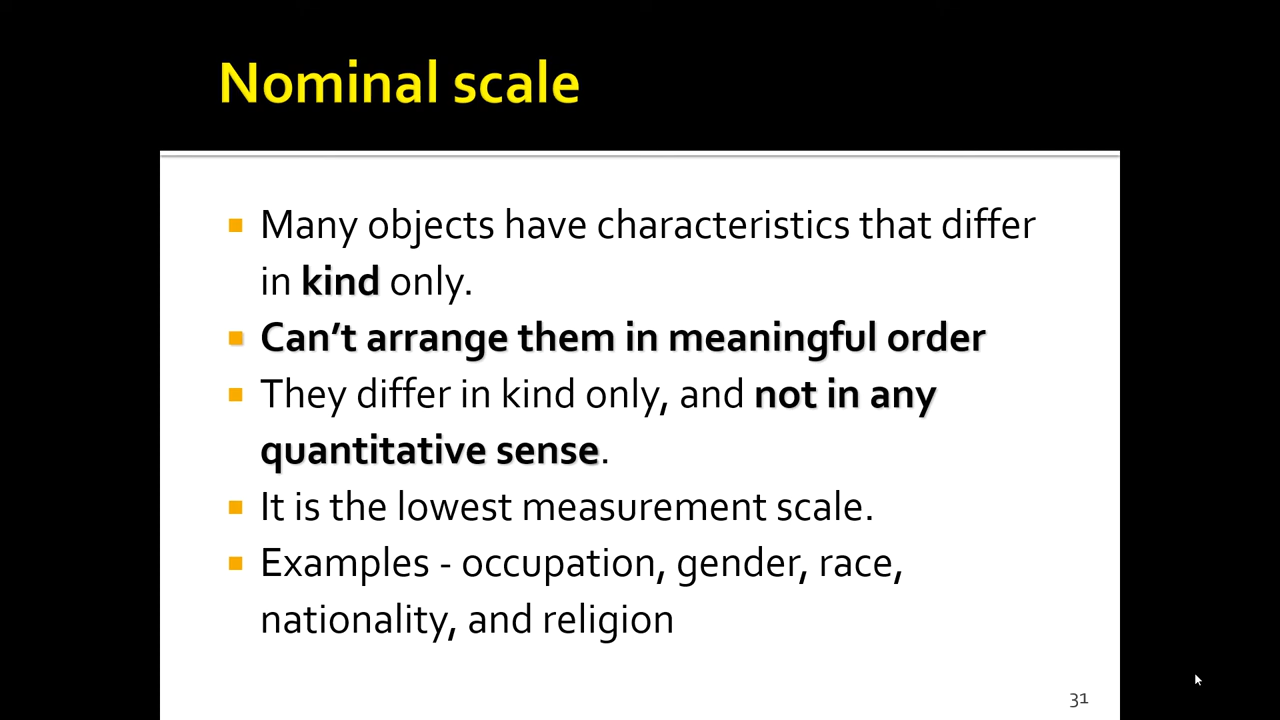 Nominal scale
Many objects have characteristics that differ
in kind only.
Can’t arrange them in meaningful order
They differ in kind only, and not in any
quantitative sense.
It is the lowest measurement scale.
Examples - occupation, gender, race,
nationality, and religion
31